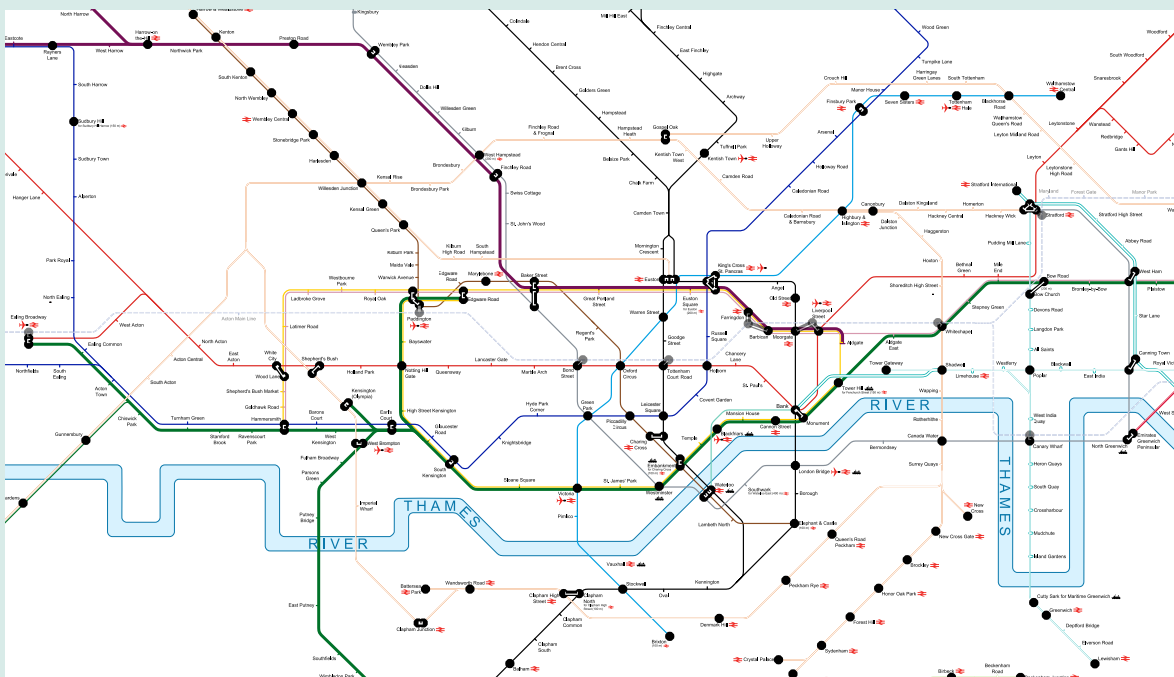 North Harrow
Eastcote
Rayners
Lane
West Harrow
Harrow-on
the Hill
Northwick Park
Kenton
Preston Road
South Kenton
North Wembley
Wembley Central
Stonebridge Park
Harlesden
Willesden Junction
Kensal Rise
Kensal Green
Queen's Park
Kilburn Park
Maida Vale
Warwick Avenue
Kingsbury
Wembley Park
Neasden
Dollis Hill
Willesden Green
Kilburn
West Hampstead
Finchley Road
Swiss Cottage
St. John's Wood
Finchley Road
& Frognal
Brondesbury
Brondesbury Park
Kilburn
High Road
South
Hampstead
Colindale
Hendon Central
Brent Cross
Golders Green
Hampstead
Hampstead
Heath
Belsize Park
Chalk Farm
Camden Town
Mornington
Crescent
Mill Hill East
Finchley Central
East Finchley
Highgate
Archway
Gospel Oak
Tufnell Park
Kentish Town
West
Kentish Town
Upper
Holloway
Camden Road
Wood Green
Turnpike Lane
Harringay
Green Lanes
South Tottenham
Crouch Hill
Manor House
Finsbury Park
Seven Sisters
Tottenham
Hale
Blackhorse
Road
Walthamstow
Central
Walthamstow
Queen's Road
Leyton Midland Road
Arsenal
Holloway Road
Caledonian Road
Caledonian Road
& Barnsbury
Highbury &
Islington
Canonbury
Dalston
Junction
Dalston Kingsland
Hackney Central
Homerton
Hackney Wick
Haggerston
Hoxton
Shoreditch High Street
Woodford
South Woodford
Snaresbrook
Leytonstone
Wanstead
Redbridge
Gants Hill
Leyton
Leytonstone
High Road
Stratford International
Maryland
Forest Gate
Manor Park
Stratford
Stratford High Street
Abbey Road
Pudding Mill Lane
West Ham
Plaistow
Bow Road
Bow Church
Bromley-by-Bow
Bethnal
Green
Mile
End
Stepney Green
Whitechapel
Devons Road
Langdon Park
All Saints
Star Lane
Canning Town
Royal Vic
South Harrow
Sudbury Hill
Sudbury Town
Alperton
Hanger Lane
Park Royal
North Ealing
Ealing Broadway
Ealing Common
West Acton
North Acton
Acton Main Line
Acton Central
East
Acton
White
City
Wood Lane
Shepherd's Bush
Holland Park
Shepherd's Bush Market
Goldhawk Road
Hammersmith
Kensington
(Olympia)
Ladbroke Grove
Latimer Road
Westbourne
Park
Royal Oak
Paddington
Edgware
Road
Edgware Road
Marylebone
Baker Street
Great Portland
Street
Euston
Euston
Square
King's Cross
St. Pancras
Angel
Old Street
Farringdon
Barbican
Moorgate
Liverpool
Street
Aldgate
Aldgate
East
Bayswater
Notting Hill
Gate
Queensway
Lancaster Gate
Marble Arch
Bond
Street
Regent's
Park
Oxford
Circus
Warren Street
Goodge
Street
Tottenham
Court Road
Russell
Square
Holborn
Chancery
Lane
St. Paul's
Bank
Tower Gateway
Tower Hill
Shadwell
Limehouse
Westferry
Poplar
Blackwall
East India
High Street Kensington
Hyde Park
Corner
Knightsbridge
Green
Park
Piccadilly
Circus
Leicester
Square
Covent Garden
Charing
Cross
Mansion House
Cannon Street
Monument
Blackfriars
Temple
Embankment
Westminster
St. James' Park
Victoria
Sloane Square
South
Kensington
Gloucester
Road
Earl's
Court
Barons
Court
West
Kensington
West Brompton
Northfields
South
Ealing
Acton
Town
Chiswick
Park
South Acton
Turnham Green
Stamford
Brook
Ravenscourt
Park
Gunnersbury
Fulham Broadway
Parsons
Green
Putney
Bridge
East Putney
Southfields
Wimbledon Park
Imperial
Wharf
Pimlico
Waterloo
Southwark
Lambeth North
London Bridge
Borough
Elephant & Castle
Bermondsey
Wapping
Rotherhithe
Canada Water
Surrey Quays
West India
Quay
Canary Wharf
Heron Quays
South Quay
Crossharbour
Mudchute
Island Gardens
North Greenwich
Emirates
Greenwich
Peninsular
RIVER
THAMES
RIVER
THAMES
Vauxhall
Stockwell
Oval
Kennington
Brixton
Battersea
Park
Wandsworth Road
Clapham Junction
Clapham High
Street
Clapham
North
Clapham
Common
Clapham
South
Balham
Denmark Hill
Peckham Rye
Queen's Road
Peckham
New
Cross
New Cross Gate
Brockley
Honor Oak Park
Forest Hill
Sydenham
Crystal Palace
Birkbeck
Beckenham
Road
Cutty Sark for Maritime Greenwich
Greenwich
Deptford Bridge
Elverson Road
Lewisham